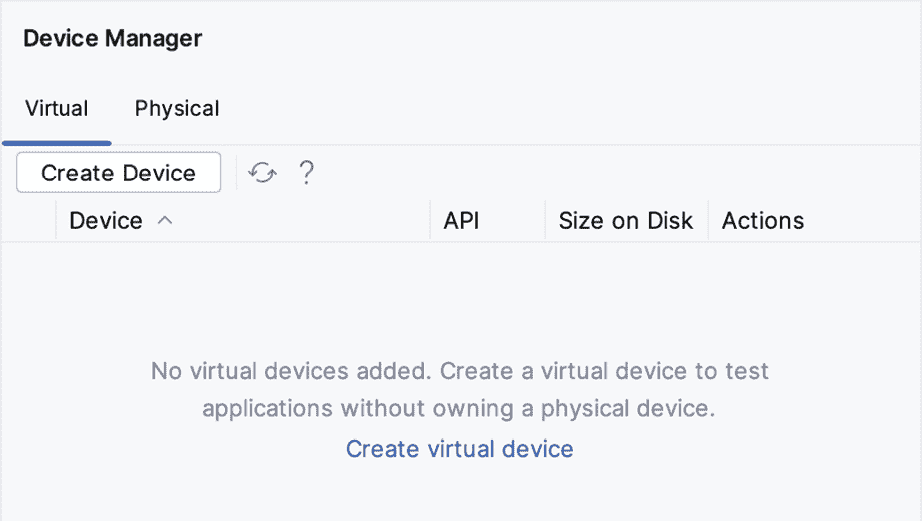 Device Manager
Virtual Physical
Create Device ?
Device API Size on Disk Actions
No virtual devices added. Create a virtual device to test
applications without owning a physical device.
Create virtual device